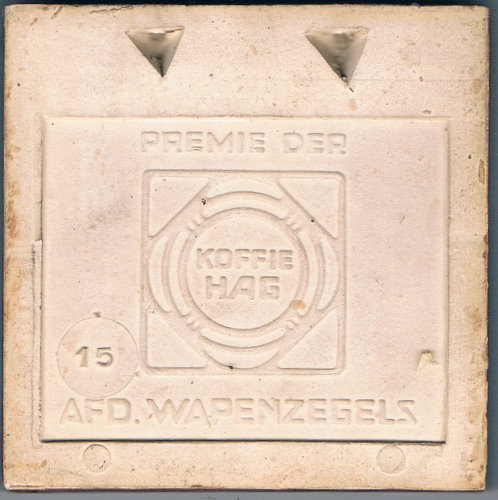 PREMIE DER
KOFFIE
HAG
15
AFD. WAPENZEGELS